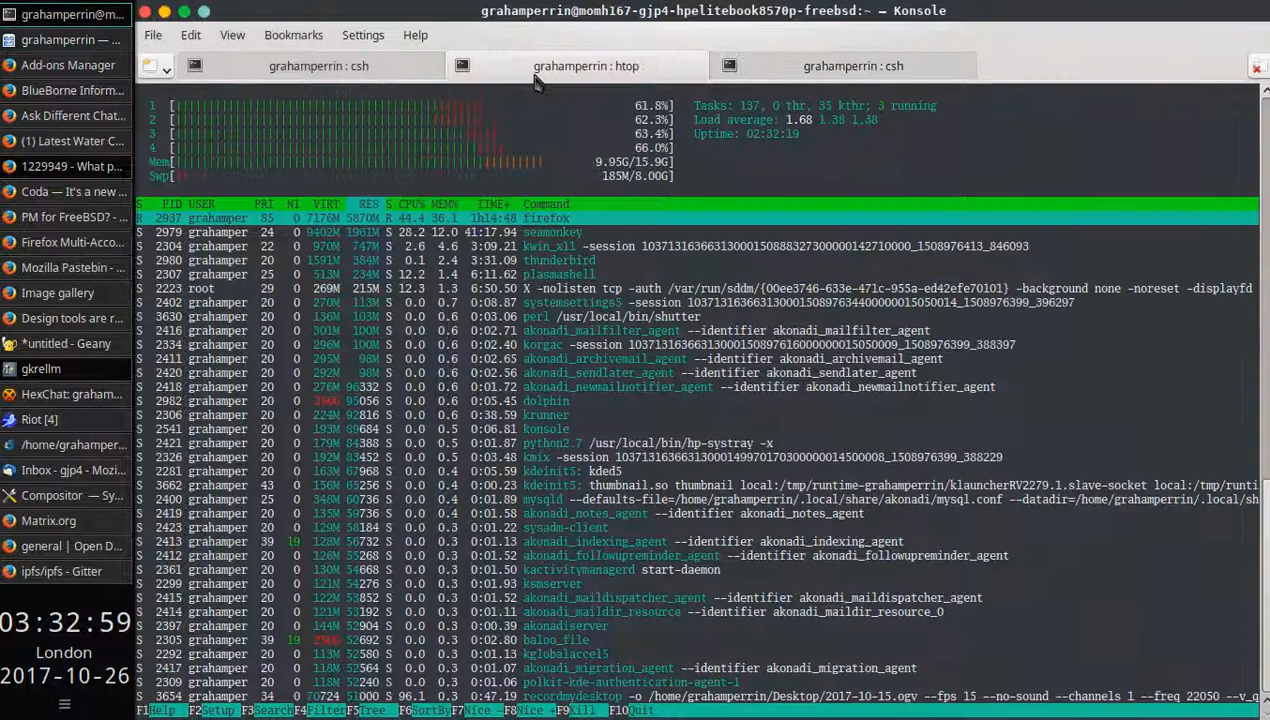 grahamperrin@m...
grahamperrin — ...
Add-ons Manager
BlueBorne Inform...
Ask Different Chat...
(1) Latest Water C...
1229949 - What p...
Coda — It's a new ...
PM for FreeBSD? - ...
Firefox Multi-Acco...
Mozilla Pastebin - ...
Image gallery
Design tools are r...
*untitled - Geany
gkrellm
HexChat: graham...
Riot [4]
/home/grahamper...
Inbox - gjp4 - Mozi...
Compositor — Sy...
Matrix.org
general | Open D...
ipfs/ipfs - Gitter
03:32:59
London
2017-10-26
grahamperrin@momh167-gjp4-hpelitebook8570p-freebsd:~ — Konsole
File Edit View Bookmarks Settings Help
grahamperrin : csh grahamperrin : htop grahamperrin : csh
1 [ 61.8%] Tasks: 137, 0 thr, 35 kthr; 3 running
2 [ 62.3%] Load average: 1.68 1.38 1.38
3 [ 63.4%] Uptime: 02:32:19
4 [ 66.0%]
Mem[ 9.95G/15.9G]
Swp[ 185M/8.00G]
S PID USER PRI NI VIRT RES S CPU% MEM% TIME+ Command
R 2937 grahamper 85 0 7176M 5870M R 44.4 36.1 1h14:48 firefox
S 2979 grahamper 24 0 9402M 1961M S 28.2 12.0 41:17.94 seamonkey
S 2304 grahamper 22 0 970M 747M S 2.6 4.6 3:09.21 kwin_x11 -session 10371316366313000150888327300000142710000_1508976413_846093
S 2980 grahamper 20 0 1591M 384M S 0.1 2.4 3:31.09 thunderbird
S 2307 grahamper 25 0 513M 234M S 12.2 1.4 6:11.62 plasmashell
S 2223 root 29 0 269M 215M S 12.3 1.3 6:50.50 X -nolisten tcp -auth /var/run/sddm/{00ee3746-633e-471c-955a-ed42efe70101} -background none -noreset -displayfd
S 2402 grahamper 20 0 270M 113M S 0.0 0.7 0:08.63 systemsettings5 -session 10371316366313000150897634400000015050014_1508976399_396297
S 3630 grahamper 20 0 136M 103M S 0.0 0.6 0:03.06 perl /usr/local/bin/shutter
S 2416 grahamper 20 0 301M 100M S 0.0 0.6 0:02.71 akonadi_mailfilter_agent --identifier akonadi_mailfilter_agent
S 2334 grahamper 20 0 296M 100M S 0.0 0.6 0:02.64 korgac -session 10371316366313000150897616000000015050009_1508976399_388397
S 2411 grahamper 20 0 295M 98M S 0.0 0.6 0:02.65 akonadi_archivemail_agent --identifier akonadi_archivemail_agent
S 2420 grahamper 20 0 292M 98M S 0.0 0.6 0:02.56 akonadi_sendlater_agent --identifier akonadi_sendlater_agent
S 2418 grahamper 20 0 276M 96332 S 0.0 0.6 0:01.72 akonadi_newmailnotifier_agent --identifier akonadi_newmailnotifier_agent
S 2982 grahamper 20 0 256G 95056 S 0.0 0.6 0:05.45 dolphin
S 2306 grahamper 20 0 224M 92816 S 0.0 0.6 0:38.59 krunner
S 2541 grahamper 20 0 193M 89684 S 0.0 0.5 0:06.81 konsole
S 2421 grahamper 20 0 179M 84388 S 0.0 0.5 0:00.77 python2.7 /usr/local/bin/hp-systray -x
S 2326 grahamper 20 0 192M 83452 S 0.0 0.5 0:01.96 kmix -session 103713163663130001499701703000000014500008_1508976399_388229
S 2281 grahamper 20 0 163M 67968 S 0.0 0.4 0:05.59 kdeinit5: kded5
S 3662 grahamper 43 0 156M 65256 S 0.0 0.4 0:00.23 kdeinit5: thumbnail.so thumbnail local:/tmp/runtime-grahamperrin/klauncherRV2279.1.slave-socket local:/tmp/runti
S 2400 grahamper 25 0 348M 60736 S 0.0 0.4 0:01.89 mysqld --defaults-file=/home/grahamperrin/.local/share/akonadi/mysql.conf --datadir=/home/grahamperrin/.local/sh
S 2419 grahamper 20 0 135M 59736 S 0.0 0.4 0:01.58 akonadi_notes_agent --identifier akonadi_notes_agent
S 2423 grahamper 20 0 129M 58184 S 0.0 0.3 0:01.22 sysadm-client
S 2413 grahamper 39 19 128M 56732 S 0.0 0.3 0:01.13 akonadi_indexing_agent --identifier akonadi_indexing_agent
S 2412 grahamper 20 0 126M 55268 S 0.0 0.3 0:01.20 akonadi_followupreminder_agent --identifier akonadi_followupreminder_agent
S 2361 grahamper 20 0 130M 54668 S 0.0 0.3 0:01.70 kactivitymanagerd start-daemon
S 2299 grahamper 20 0 121M 54276 S 0.0 0.3 0:01.93 ksmserver
S 2415 grahamper 20 0 122M 53852 S 0.0 0.3 0:01.52 akonadi_maildispatcher_agent --identifier akonadi_maildispatcher_agent
S 2414 grahamper 20 0 121M 53192 S 0.0 0.3 0:01.11 akonadi_maildir_resource --identifier akonadi_maildir_resource_0
S 2397 grahamper 20 0 144M 52904 S 0.0 0.3 0:00.39 akonadiserver
S 2305 grahamper 39 19 256G 52692 S 0.0 0.3 0:02.80 baloo_file
S 2292 grahamper 20 0 113M 52580 S 0.0 0.3 0:01.13 kglobalaccel5
S 2417 grahamper 20 0 118M 52564 S 0.0 0.3 0:01.07 akonadi_migration_agent --identifier akonadi_migration_agent
S 2309 grahamper 20 0 118M 52240 S 0.0 0.3 0:01.08 polkit-kde-authentication-agent-1
S 3654 grahamper 34 0 70724 51000 S 96.1 0.3 0:47.19 recordmydesktop -o /home/grahamperrin/Desktop/2017-10-15.ogv --fps 15 --no-sound --channels 1 --freq 22050 --v_q
F1Help F2Setup F3SearchF4FilterF5Tree F6SortByF7Nice -F8Nice +F9Kill F10Quit